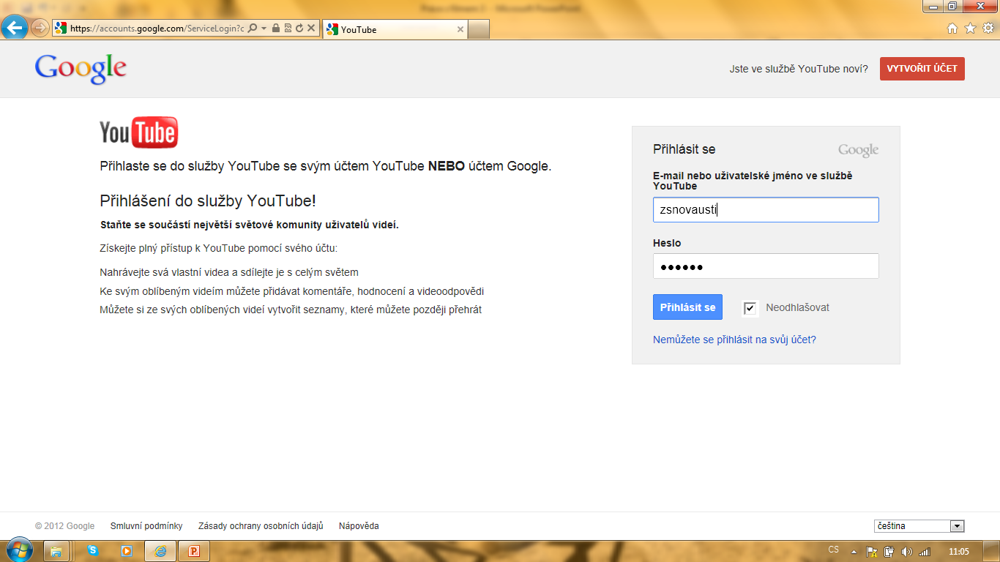 https://accounts.google.com/ServiceLogin?c
YouTube
Google
Jste ve službě YouTube noví?
VYTVOŘIT ÚČET
YouTube
Přihlaste se do služby YouTube se svým účtem YouTube NEBO účtem Google.
Přihlášení do služby YouTube!
Staňte se součástí největší světové komunity uživatelů videí.
Získejte plný přístup k YouTube pomocí svého účtu:
Nahrávejte svá vlastní videa a sdílejte je s celým světem
Ke svým oblíbeným videím můžete přidávat komentáře, hodnocení a videoodpovědi
Můžete si ze svých oblíbených videí vytvořit seznamy, které můžete později přehrát
Přihlásit se
Google
E-mail nebo uživatelské jméno ve službě
YouTube
zsnovausti
Heslo
●●●●●●
Přihlásit se
Neodhlašovat
Nemůžete se přihlásit na svůj účet?
© 2012 Google
Smluvní podmínky
Zásady ochrany osobních údajů
Nápověda
čeština
CS
11:05